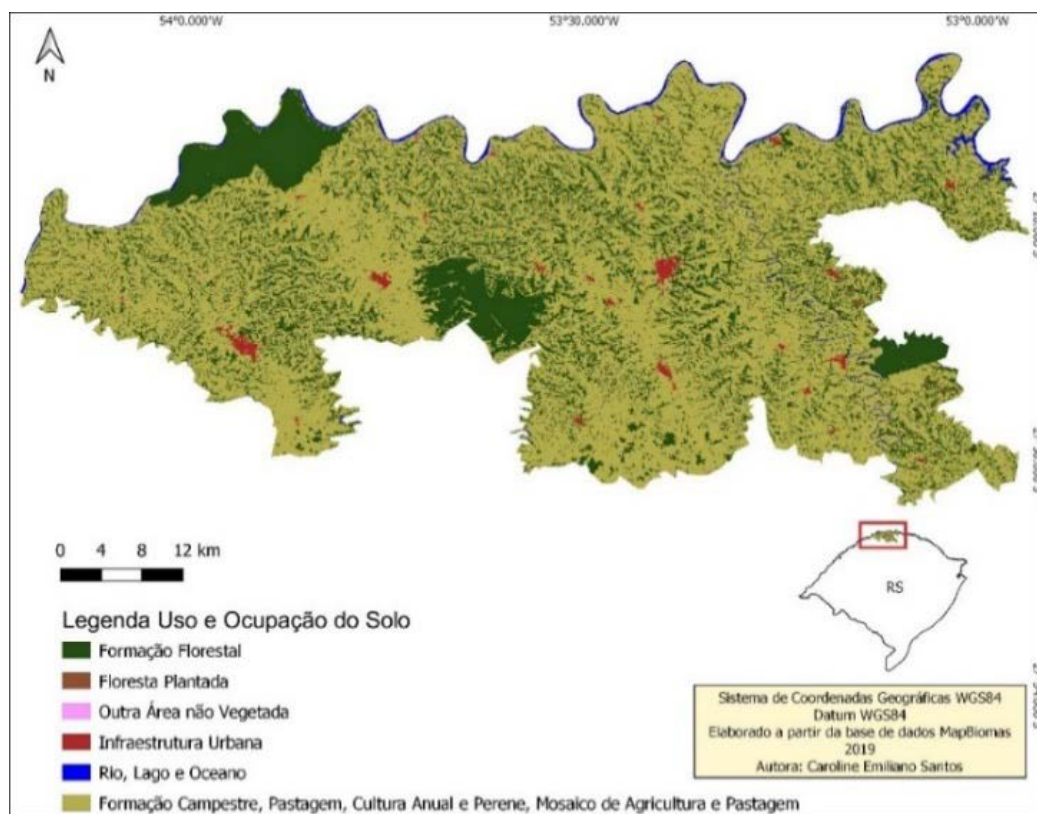 54°0.000'W
53°30.000'W
53°0.000'W
N
0 4 8 12 km
RS
Legenda Uso e Ocupação do Solo
Formação Florestal
Floresta Plantada
Outra Área não Vegetada
Infraestrutura Urbana
Rio, Lago e Oceano
Formação Campestre, Pastagem, Cultura Anual e Perene, Mosaico de Agricultura e Pastagem
Sistema de Coordenadas Geográficas WGS84
Datum WGS84
Elaborado a partir da base de dados MapBiomas
2019
Autora: Caroline Emiliano Santos